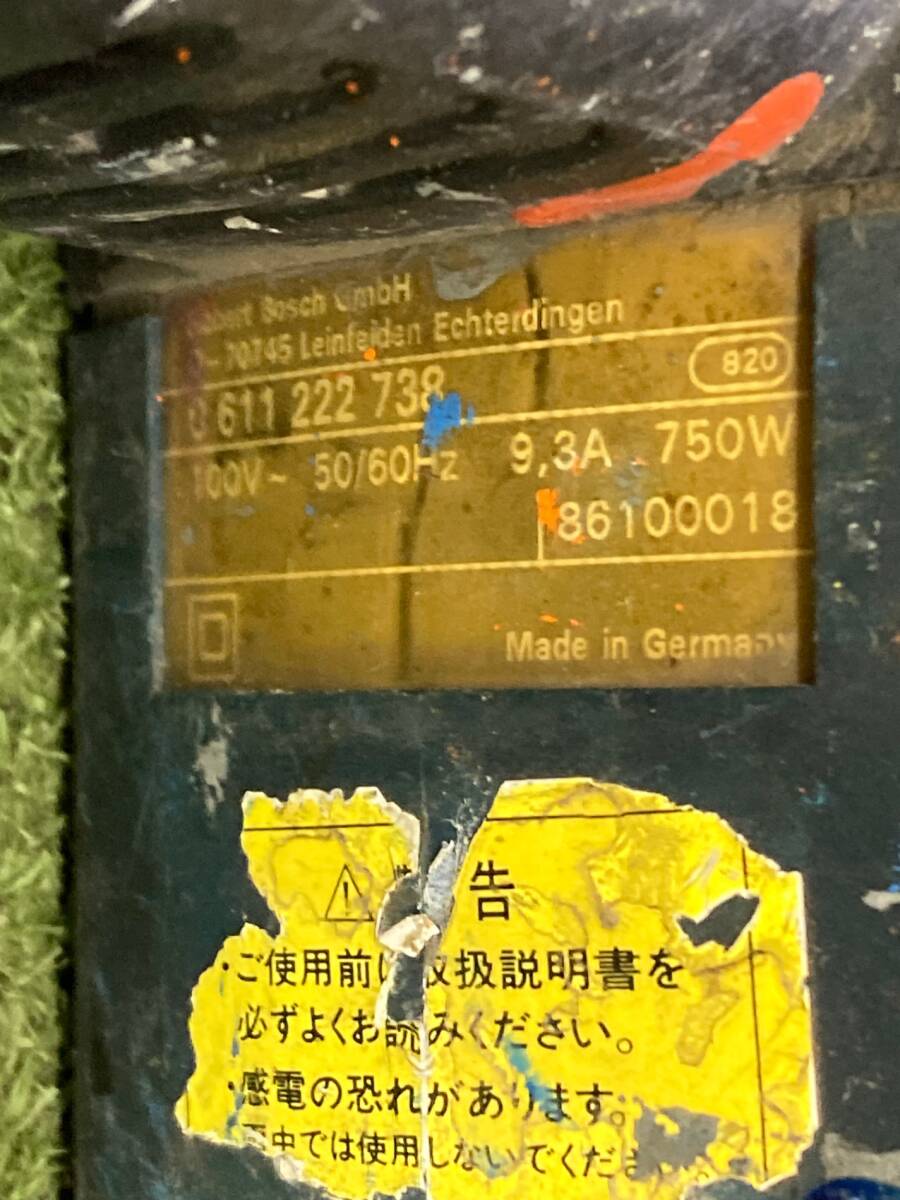 Bosch GmbH
70745 Leinfelden Echterdingen
820
0 611 222 738
100V~ 50/60Hz 9,3A 750W
86100018
Made in Germany
告
・ご使用前に取扱説明書を
必ずよくお読みください。
・感電の恐れがあります。
中では使用しないでくださ